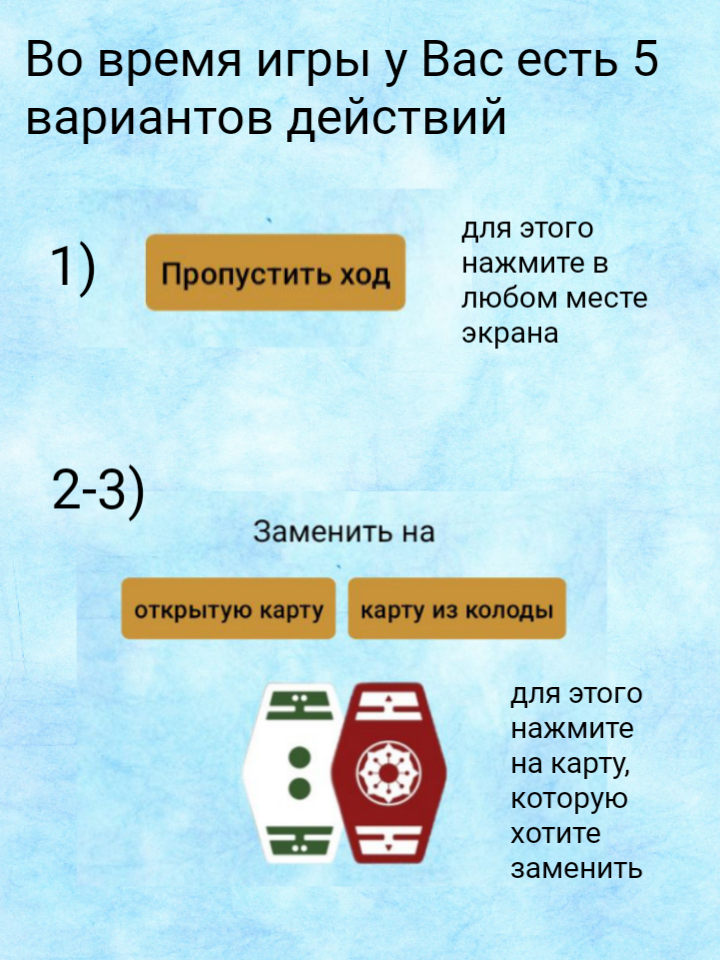 Во время игры у Вас есть 5
вариантов действий
1)
Пропустить ход
для этого
нажмите в
любом месте
экрана
2-3)
Заменить на
открытую карту
карту из колоды
для этого
нажмите
на карту,
которую
хотите
заменить